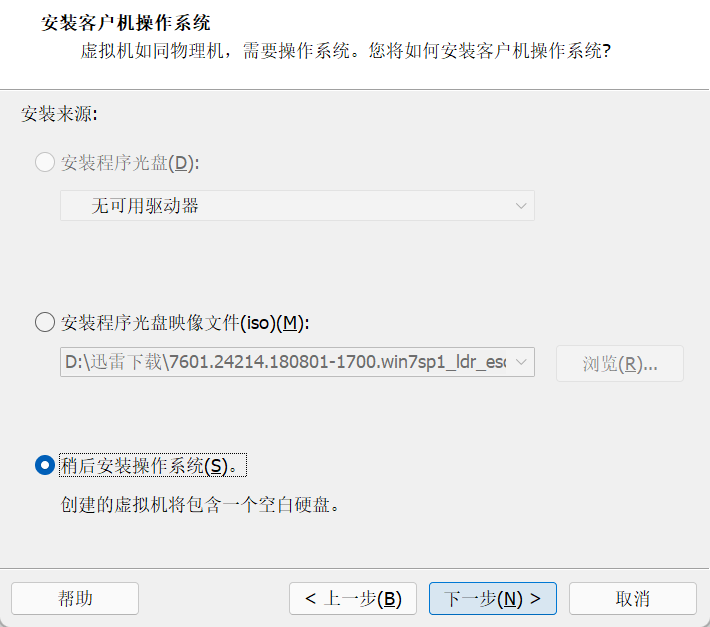 安装客户机操作系统
虚拟机如同物理机，需要操作系统。您将如何安装客户机操作系统?
安装来源:
安装程序光盘(D):
无可用驱动器
安装程序光盘映像文件(iso)(M):
D:\迅雷下载\7601.24214.180801-1700.win7sp1_ldr_esc
浏览(R)...
稍后安装操作系统(S)。
创建的虚拟机将包含一个空白硬盘。
帮助
< 上一步(B)
下一步(N) >
取消